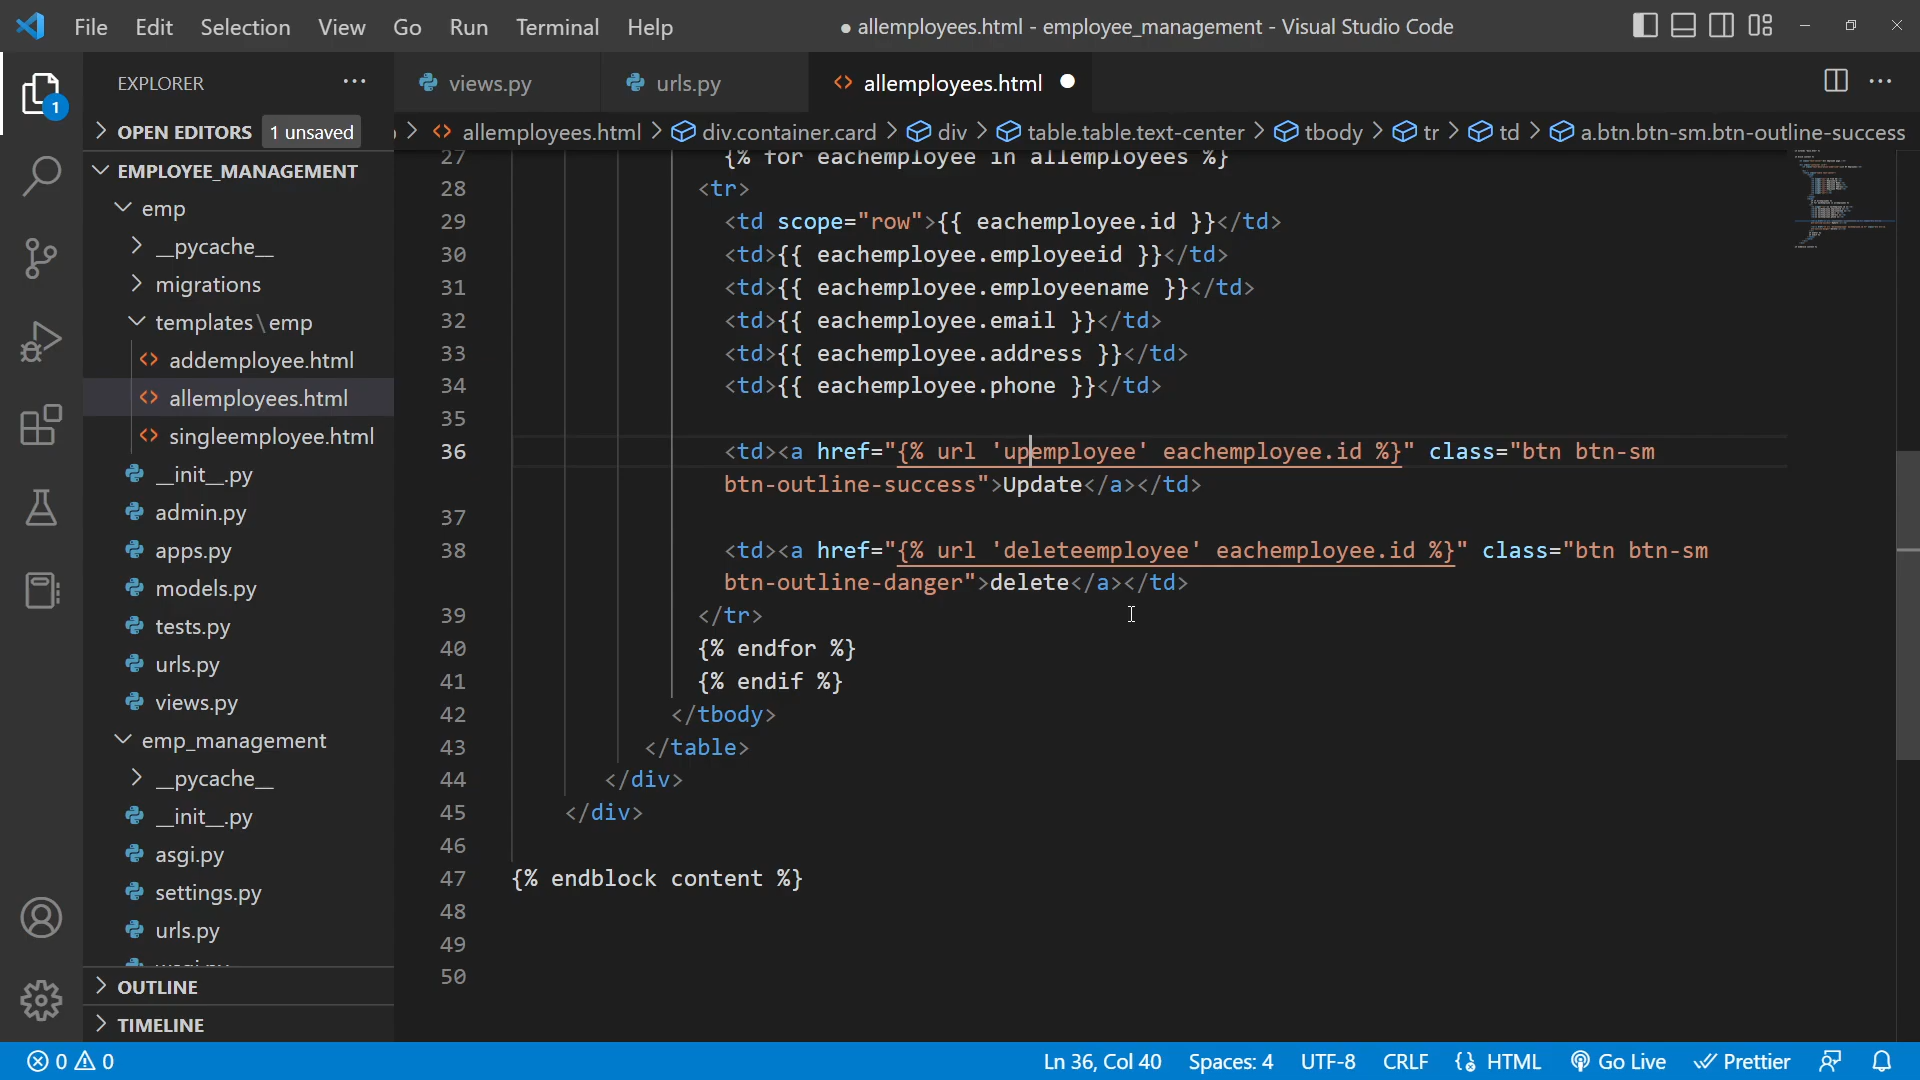 File Edit Selection View Go Run Terminal Help
● allemployees.html - employee_management - Visual Studio Code
EXPLORER
views.py
urls.py
allemployees.html
OPEN EDITORS 1 unsaved
allemployees.html > div.container.card > div > table.table.text-center > tbody > tr > td > a.btn.btn-sm.btn-outline-success
EMPLOYEE_MANAGEMENT
emp
__pycache__
migrations
templates\emp
addemployee.html
allemployees.html
singleemployee.html
__init__.py
admin.py
apps.py
models.py
tests.py
urls.py
views.py
emp_management
__pycache__
__init__.py
asgi.py
settings.py
urls.py
OUTLINE
TIMELINE
1
27 {% for eachemployee in allemployees %}
28 <tr>
29 <td scope="row">{{ eachemployee.id }}</td>
30 <td>{{ eachemployee.employeeid }}</td>
31 <td>{{ eachemployee.employeename }}</td>
32 <td>{{ eachemployee.email }}</td>
33 <td>{{ eachemployee.address }}</td>
34 <td>{{ eachemployee.phone }}</td>
35
36 <td><a href="{% url 'upemployee' eachemployee.id %}" class="btn btn-sm
btn-outline-success">Update</a></td>
37
38 <td><a href="{% url 'deleteemployee' eachemployee.id %}" class="btn btn-sm
btn-outline-danger">delete</a></td>
39 </tr>
40 {% endfor %}
41 {% endif %}
42 </tbody>
43 </table>
44 </div>
45 </div>
46
47 {% endblock content %}
48
49
50
0 0
Ln 36, Col 40 Spaces: 4 UTF-8 CRLF HTML Go Live Prettier